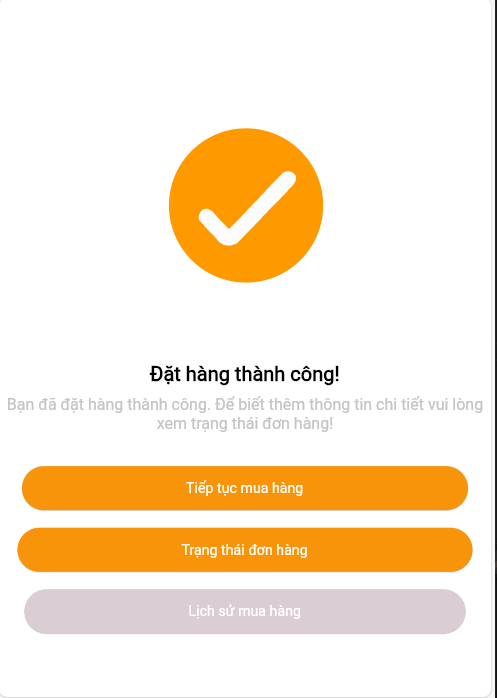 Đặt hàng thành công!
Bạn đã đặt hàng thành công. Để biết thêm thông tin chi tiết vui lòng
xem trạng thái đơn hàng!
Tiếp tục mua hàng
Trạng thái đơn hàng
Lịch sử mua hàng